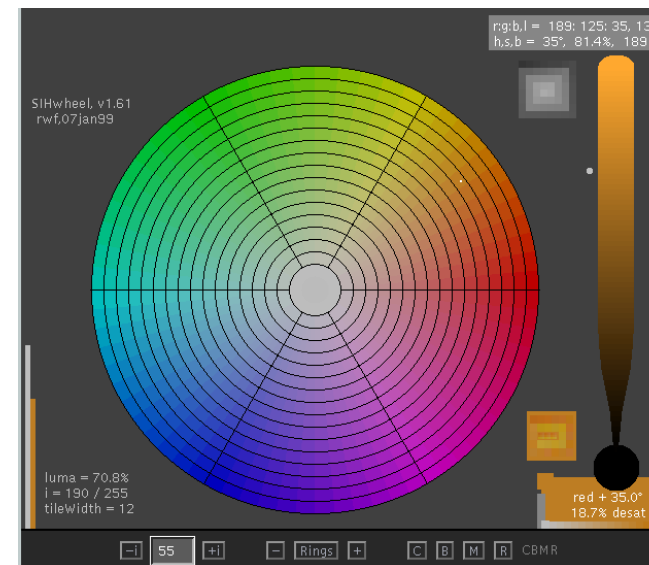 r:g:b,l = 189: 125: 35, 13
h,s,b = 35°, 81.4%, 189
SIHwheel, v1.61
rwf,07jan99
luma = 70.8%
i = 190 / 255
tileWidth = 12
red + 35.0°
18.7% desat
-i 55 +i - Rings + C B M R CBMR